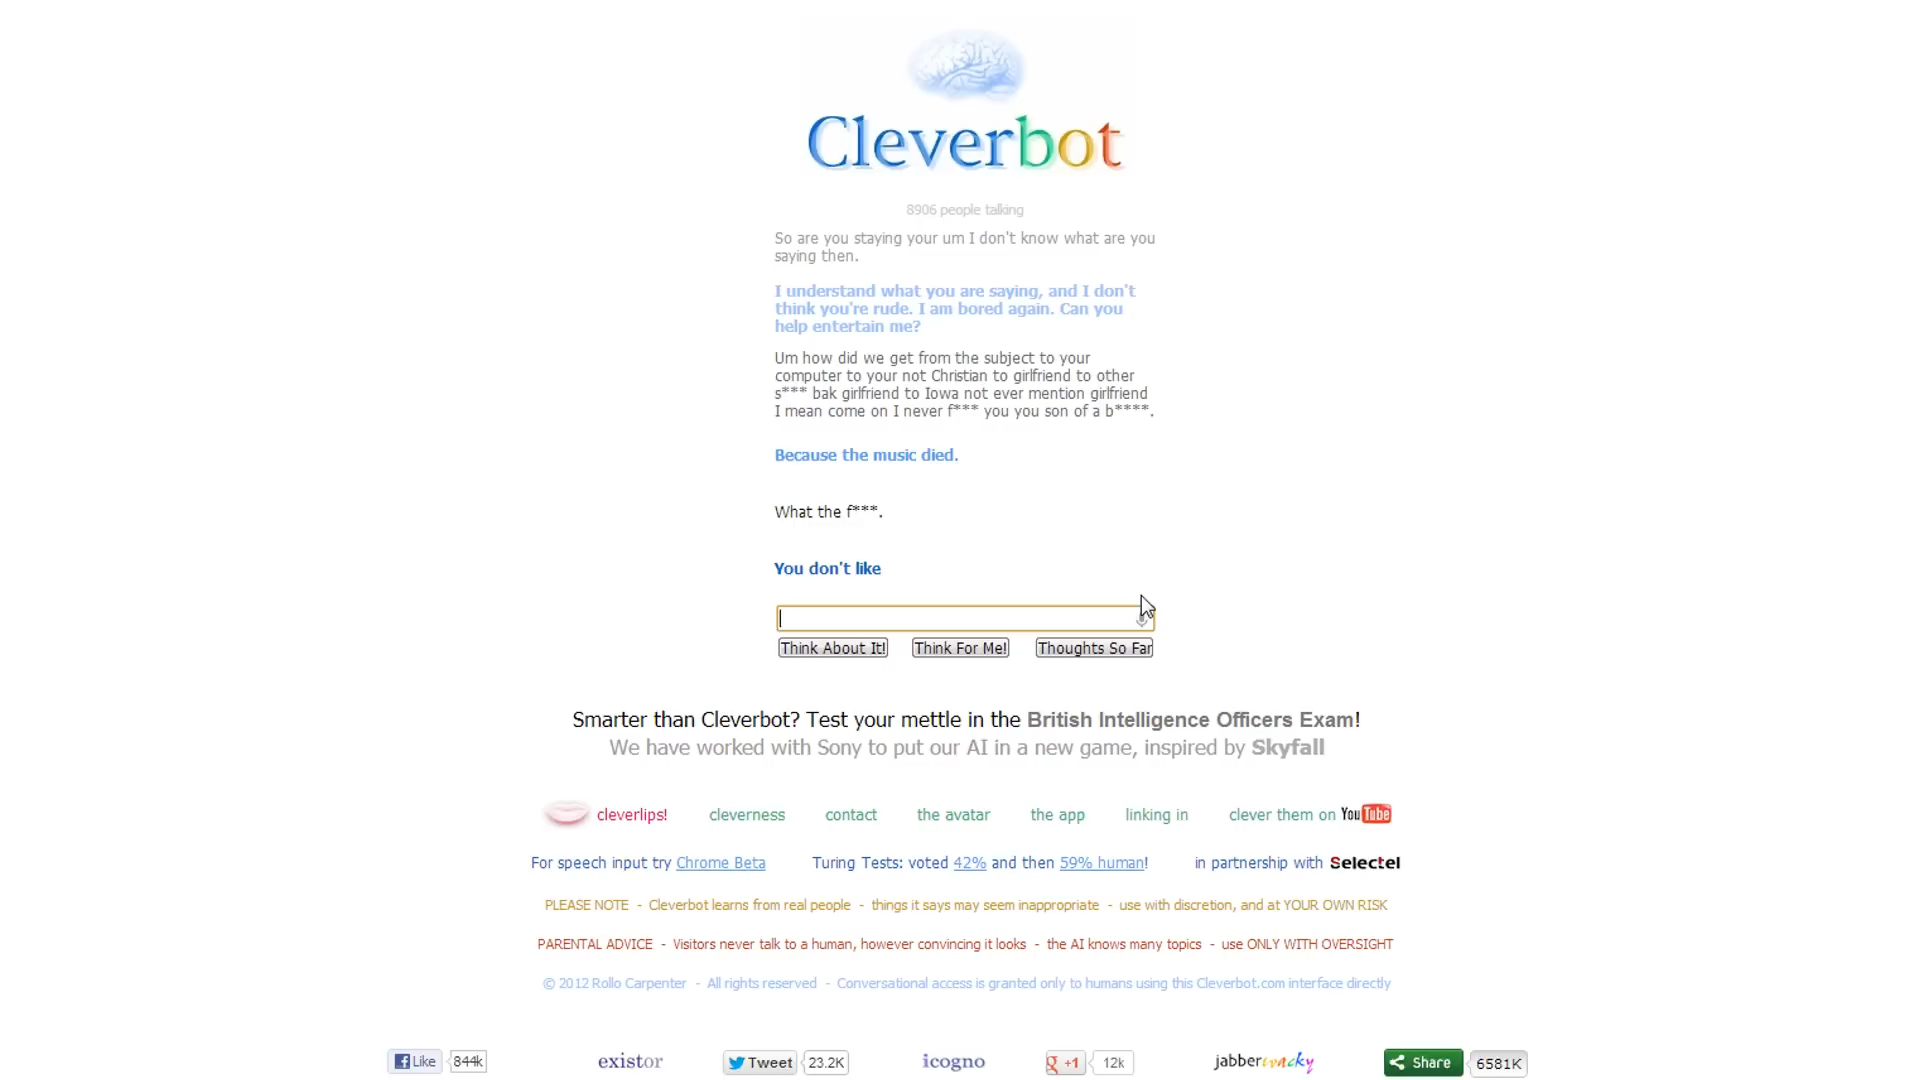 Cleverbot
8906 people talking
So are you staying your um I don't know what are you
saying then.
I understand what you are saying, and I don't
think you're rude. I am bored again. Can you
help entertain me?
Um how did we get from the subject to your
computer to your not Christian to girlfriend to other
s*** bak girlfriend to Iowa not ever mention girlfriend
I mean come on I never f*** you you son of a b****.
Because the music died.
What the f***.
You don't like
Think About It! Think For Me! Thoughts So Far
Smarter than Cleverbot? Test your mettle in the British Intelligence Officers Exam!
We have worked with Sony to put our AI in a new game, inspired by Skyfall
cleverlips! cleverness contact the avatar the app linking in clever them on YouTube
For speech input try Chrome Beta Turing Tests: voted 42% and then 59% human! in partnership with Selectel
PLEASE NOTE - Cleverbot learns from real people - things it says may seem inappropriate - use with discretion, and at YOUR OWN RISK
PARENTAL ADVICE - Visitors never talk to a human, however convincing it looks - the AI knows many topics - use ONLY WITH OVERSIGHT
© 2012 Rollo Carpenter - All rights reserved - Conversational access is granted only to humans using this Cleverbot.com interface directly
Like 844k existor Tweet 23.2K icogno g +1 12k jabberwacky Share 6581K